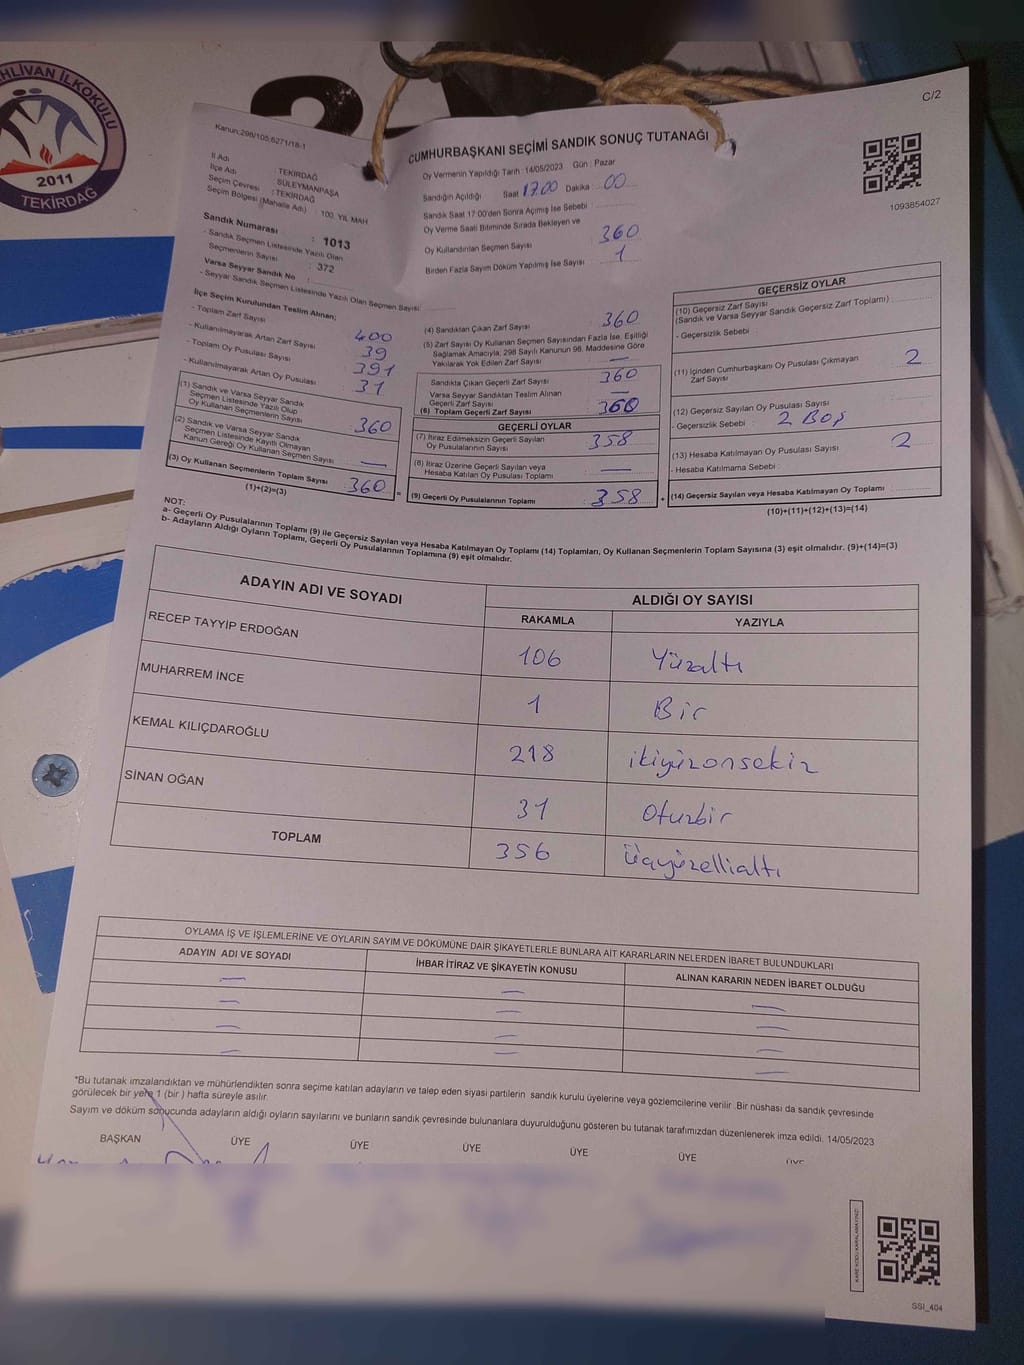 C/2
HLİVAN İLKOKULU
2011
TEKİRDAĞ
2
Kanun:298/105;6271/18-1
CUMHURBAŞKANI SEÇİMİ SANDIK SONUÇ TUTANAĞI
1093854027
İl Adı : TEKİRDAĞ
İlçe Adı : SÜLEYMANPAŞA
Seçim Çevresi : TEKİRDAĞ
Seçim Bölgesi (Mahalle Adı) : 100. YIL MAH
Sandık Numarası : 1013
- Sandık Seçmen Listesinde Yazılı Olan
Seçmenlerin Sayısı : 372
Varsa Seyyar Sandık No :
- Seyyar Sandık Seçmen Listesinde Yazılı Olan Seçmen Sayısı:
Oy Vermenin Yapıldığı Tarih :14/05/2023 Gün : Pazar
Sandığın Açıldığı Saat 17.00 Dakika 00
Sandık Saat 17:00'den Sonra Açımış İse Sebebi
Oy Verme Saati Bitiminde Sırada Bekleyen ve
Oy Kullandırılan Seçmen Sayısı 360
Birden Fazla Sayım Döküm Yapılmış İse Sayısı 1
İlçe Seçim Kurulundan Teslim Alınan;
- Toplam Zarf Sayısı 400
- Kullanılmayarak Artan Zarf Sayısı 39
- Toplam Oy Pusulası Sayısı 391
- Kullanılmayarak Artan Oy Pusulası 31
(1) Sandık ve Varsa Seyyar Sandık
Seçmen Listesinde Yazılı Olup
Oy Kullanan Seçmenlerin Sayısı 360
(2) Sandık ve Varsa Seyyar Sandık
Seçmen Listesinde Kayıtlı Olmayan
Kanun Gereği Oy Kullanan Seçmen Sayısı —
(3) Oy Kullanan Seçmenlerin Toplam Sayısı 360
(1)+(2)=(3)
(4) Sandıktan Çıkan Zarf Sayısı 360
(5) Zarf Sayısı Oy Kullanan Seçmen Sayısından Fazla İse, Eşitliği
Sağlamak Amacıyla, 298 Sayılı Kanunun 98. Maddesine Göre
Yakılarak Yok Edilen Zarf Sayısı —
Sandıkta Çıkan Geçerli Zarf Sayısı 360
Varsa Seyyar Sandıktan Teslim Alınan
Geçerli Zarf Sayısı —
(6) Toplam Geçerli Zarf Sayısı 360
GEÇERLİ OYLAR
(7) İtiraz Edilmeksizin Geçerli Sayılan
Oy Pusulalarının Sayısı 358
(8) İtiraz Üzerine Geçerli Sayılan veya
Hesaba Katılan Oy Pusulası Toplamı —
= (9) Geçerli Oy Pusulalarının Toplamı 358 +
GEÇERSİZ OYLAR
(10) Geçersiz Zarf Sayısı
(Sandık ve Varsa Seyyar Sandık Geçersiz Zarf Toplamı) :
- Geçersizlik Sebebi :
(11) İçinden Cumhurbaşkanı Oy Pusulası Çıkmayan
Zarf Sayısı 2
(12) Geçersiz Sayılan Oy Pusulası Sayısı
- Geçersizlik Sebebi : 2 Boş
(13) Hesaba Katılmayan Oy Pusulası Sayısı 2
- Hesaba Katılmama Sebebi :
(14) Geçersiz Sayılan veya Hesaba Katılmayan Oy Toplamı
(10)+(11)+(12)+(13)=(14)
NOT:
a- Geçerli Oy Pusulalarının Toplamı (9) ile Geçersiz Sayılan veya Hesaba Katılmayan Oy Toplamı (14) Toplamları, Oy Kullanan Seçmenlerin Toplam Sayısına (3) eşit olmalıdır. (9)+(14)=(3)
b- Adayların Aldığı Oyların Toplamı, Geçerli Oy Pusulalarının Toplamına (9) eşit olmalıdır.
ADAYIN ADI VE SOYADI
ALDIĞI OY SAYISI
RAKAMLA YAZIYLA
RECEP TAYYİP ERDOĞAN 106 Yüzaltı
MUHARREM İNCE 1 Bir
KEMAL KILIÇDAROĞLU 218 ikiyüzonsekiz
SİNAN OĞAN 31 Otuzbir
TOPLAM 356 Üçyüzellialtı
OYLAMA İŞ VE İŞLEMLERİNE VE OYLARIN SAYIM VE DÖKÜMÜNE DAİR ŞİKAYETLERLE BUNLARA AİT KARARLARIN NELERDEN İBARET BULUNDUKLARI
ADAYIN ADI VE SOYADI İHBAR İTİRAZ VE ŞİKAYETİN KONUSU ALINAN KARARIN NEDEN İBARET OLDUĞU
— — —
— — —
— — —
— — —
*Bu tutanak imzalandıktan ve mühürlendikten sonra seçime katılan adayların ve talep eden siyasi partilerin sandık kurulu üyelerine veya gözlemcilerine verilir .Bir nüshası da sandık çevresinde
görülecek bir yere 1 (bir ) hafta süreyle asılır.
Sayım ve döküm sonucunda adayların aldığı oyların sayılarını ve bunların sandık çevresinde bulunanlara duyurulduğunu gösteren bu tutanak tarafımızdan düzenlenerek imza edildi. 14/05/2023
BAŞKAN ÜYE ÜYE ÜYE ÜYE ÜYE ÜYE
KARE KODU KARALAMAYINIZ!
SSI_404